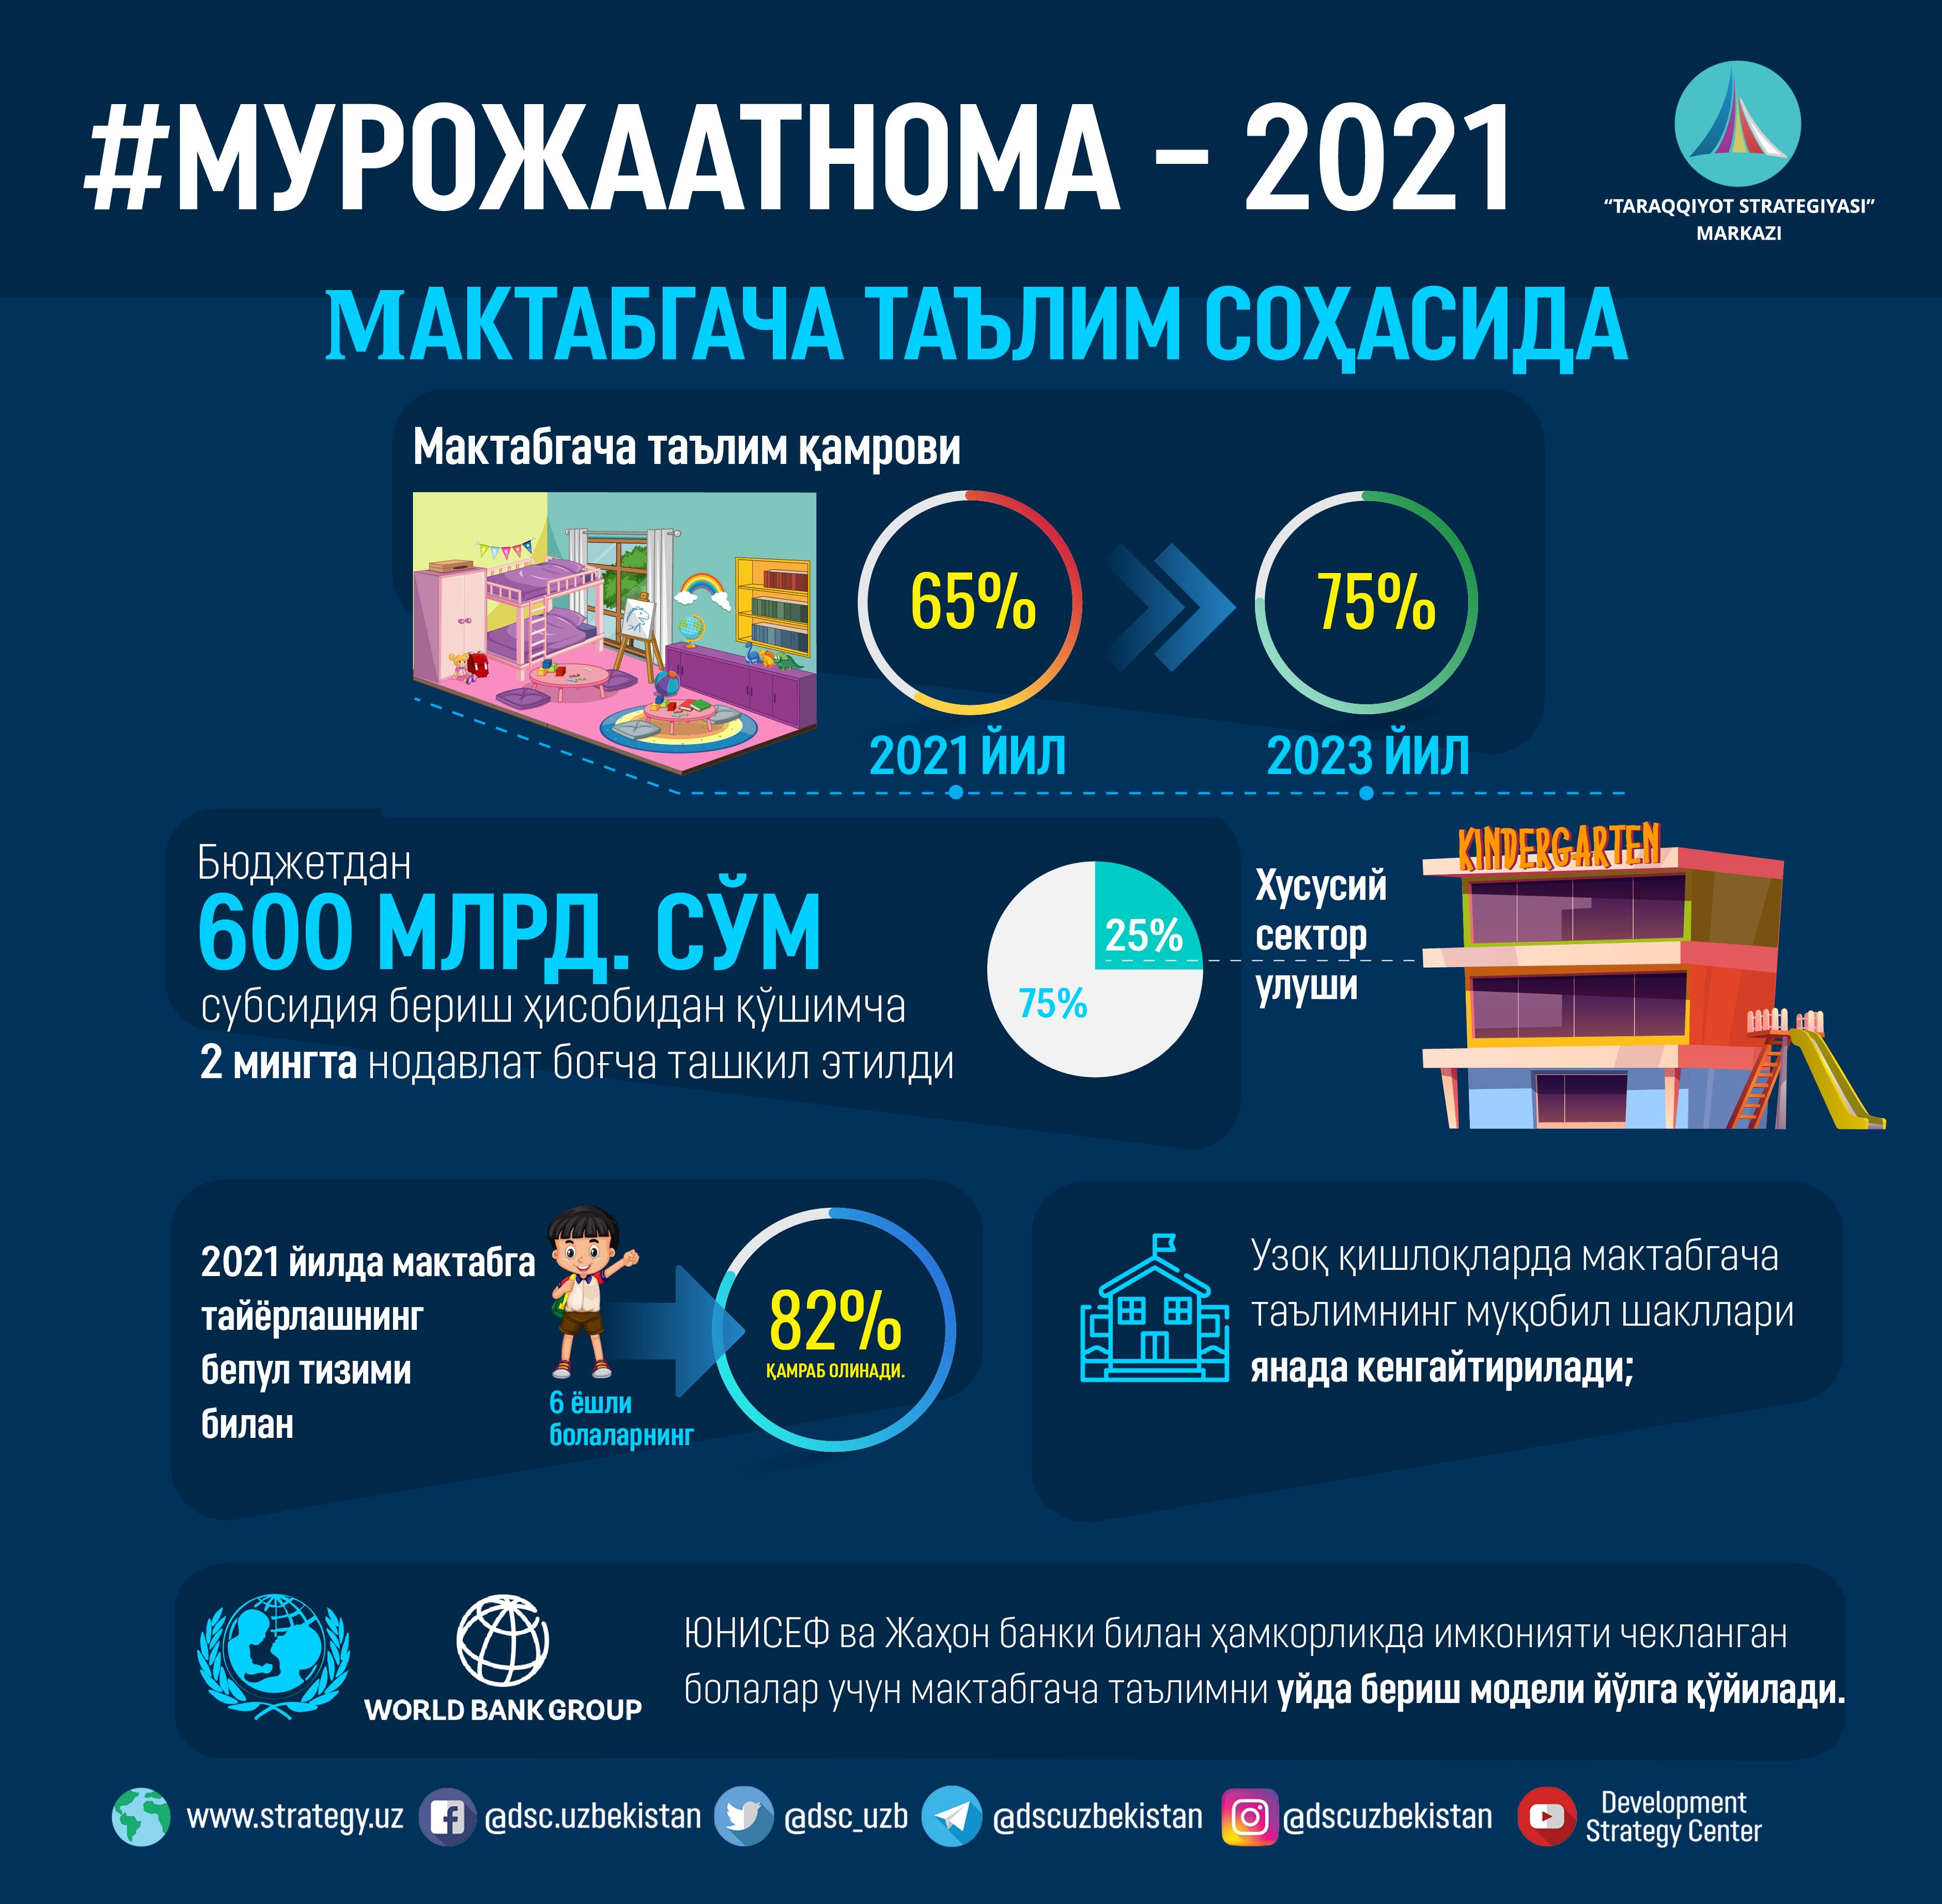 #МУРОЖААТНОМА – 2021
“TARAQQIYOT STRATEGIYASI”
MARKAZI
МАКТАБГАЧА ТАЪЛИМ СОҲАСИДА
Мактабгача таълим қамрови
65%
75%
2021 ЙИЛ
2023 ЙИЛ
Бюджетдан
600 МЛРД. СЎМ
субсидия бериш ҳисобидан қўшимча
2 мингта нодавлат боғча ташкил этилди
25%
75%
Хусусий
сектор
улуши
KINDERGARTEN
2021 йилда мактабга
тайёрлашнинг
бепул тизими
билан
6 ёшли
болаларнинг
82%
ҚАМРАБ ОЛИНАДИ.
Узоқ қишлоқларда мактабгача
таълимнинг муқобил шакллари
янада кенгайтирилади;
WORLD BANK GROUP
ЮНИСЕФ ва Жаҳон банки билан ҳамкорликда имконияти чекланган
болалар учун мактабгача таълимни уйда бериш модели йўлга қўйилади.
www.strategy.uz
@dsc.uzbekistan
@dsc_uzb
@dscuzbekistan
@dscuzbekistan
Development
Strategy Center